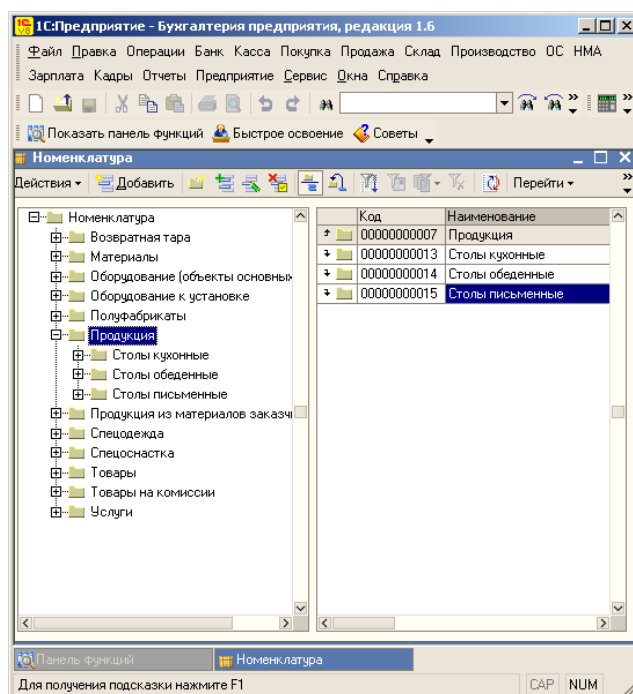 1С:Предприятие - Бухгалтерия предприятия, редакция 1.6
Файл Правка Операции Банк Касса Покупка Продажа Склад Производство ОС НМА
Зарплата Кадры Отчеты Предприятие Сервис Окна Справка
Показать панель функций Быстрое освоение Советы
Номенклатура
Действия Добавить Перейти
Номенклатура
Возвратная тара
Материалы
Оборудование (объекты основных
Оборудование к установке
Полуфабрикаты
Продукция
Столы кухонные
Столы обеденные
Столы письменные
Продукция из материалов заказчи
Спецодежда
Спецоснастка
Товары
Товары на комиссии
Услуги
Код Наименование
00000000007 Продукция
00000000013 Столы кухонные
00000000014 Столы обеденные
00000000015 Столы письменные
Панель функций Номенклатура
Для получения подсказки нажмите F1 CAP NUM